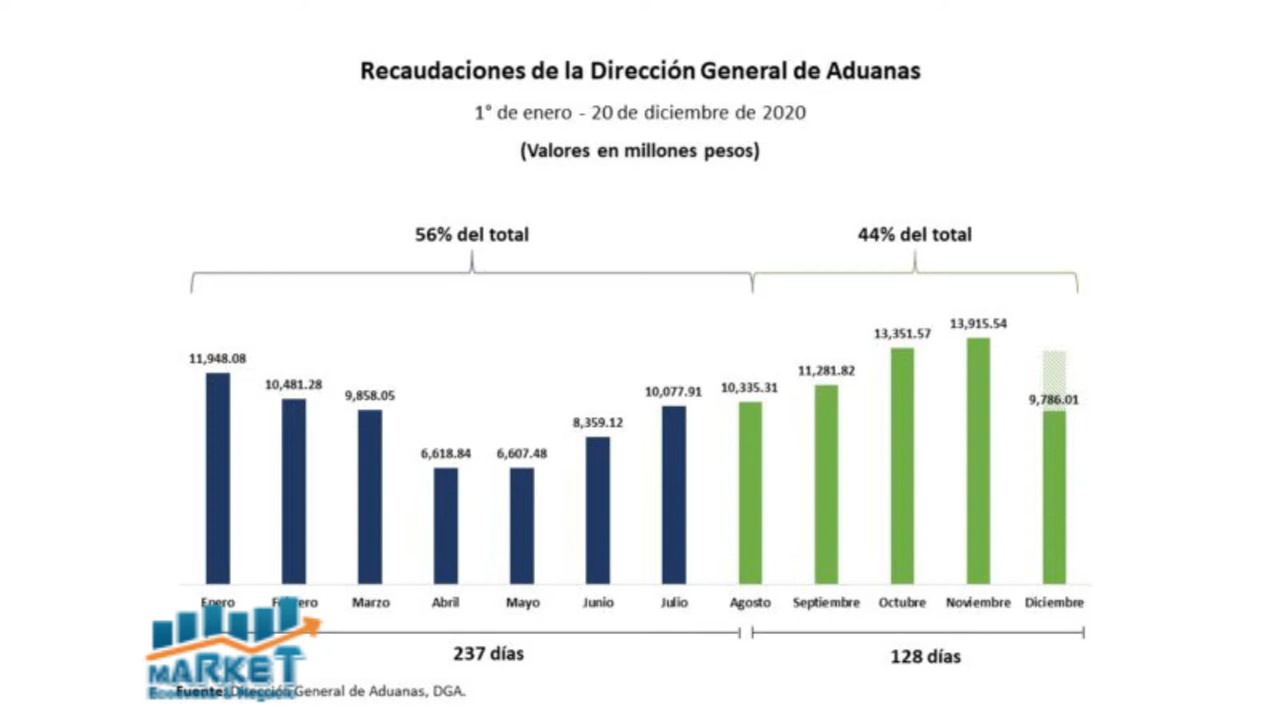 Recaudaciones de la Dirección General de Aduanas
1° de enero - 20 de diciembre de 2020
(Valores en millones pesos)
56% del total
44% del total
11,948.08
10,481.28
9,858.05
6,618.84
6,607.48
8,359.12
10,077.91
10,335.31
11,281.82
13,351.57
13,915.54
9,786.01
Enero Febrero Marzo Abril Mayo Junio Julio Agosto Septiembre Octubre Noviembre Diciembre
237 días
128 días
MARKET
Fuente: Dirección General de Aduanas, DGA.